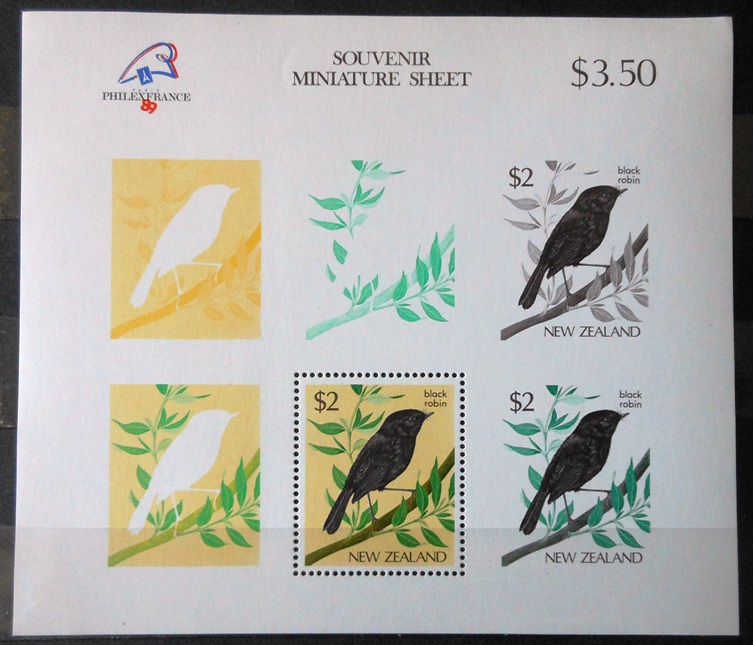 PARIS
PHILEXFRANCE
89
SOUVENIR
MINIATURE SHEET
$3.50
$2
black
robin
NEW ZEALAND
$2
black
robin
NEW ZEALAND
$2
black
robin
NEW ZEALAND